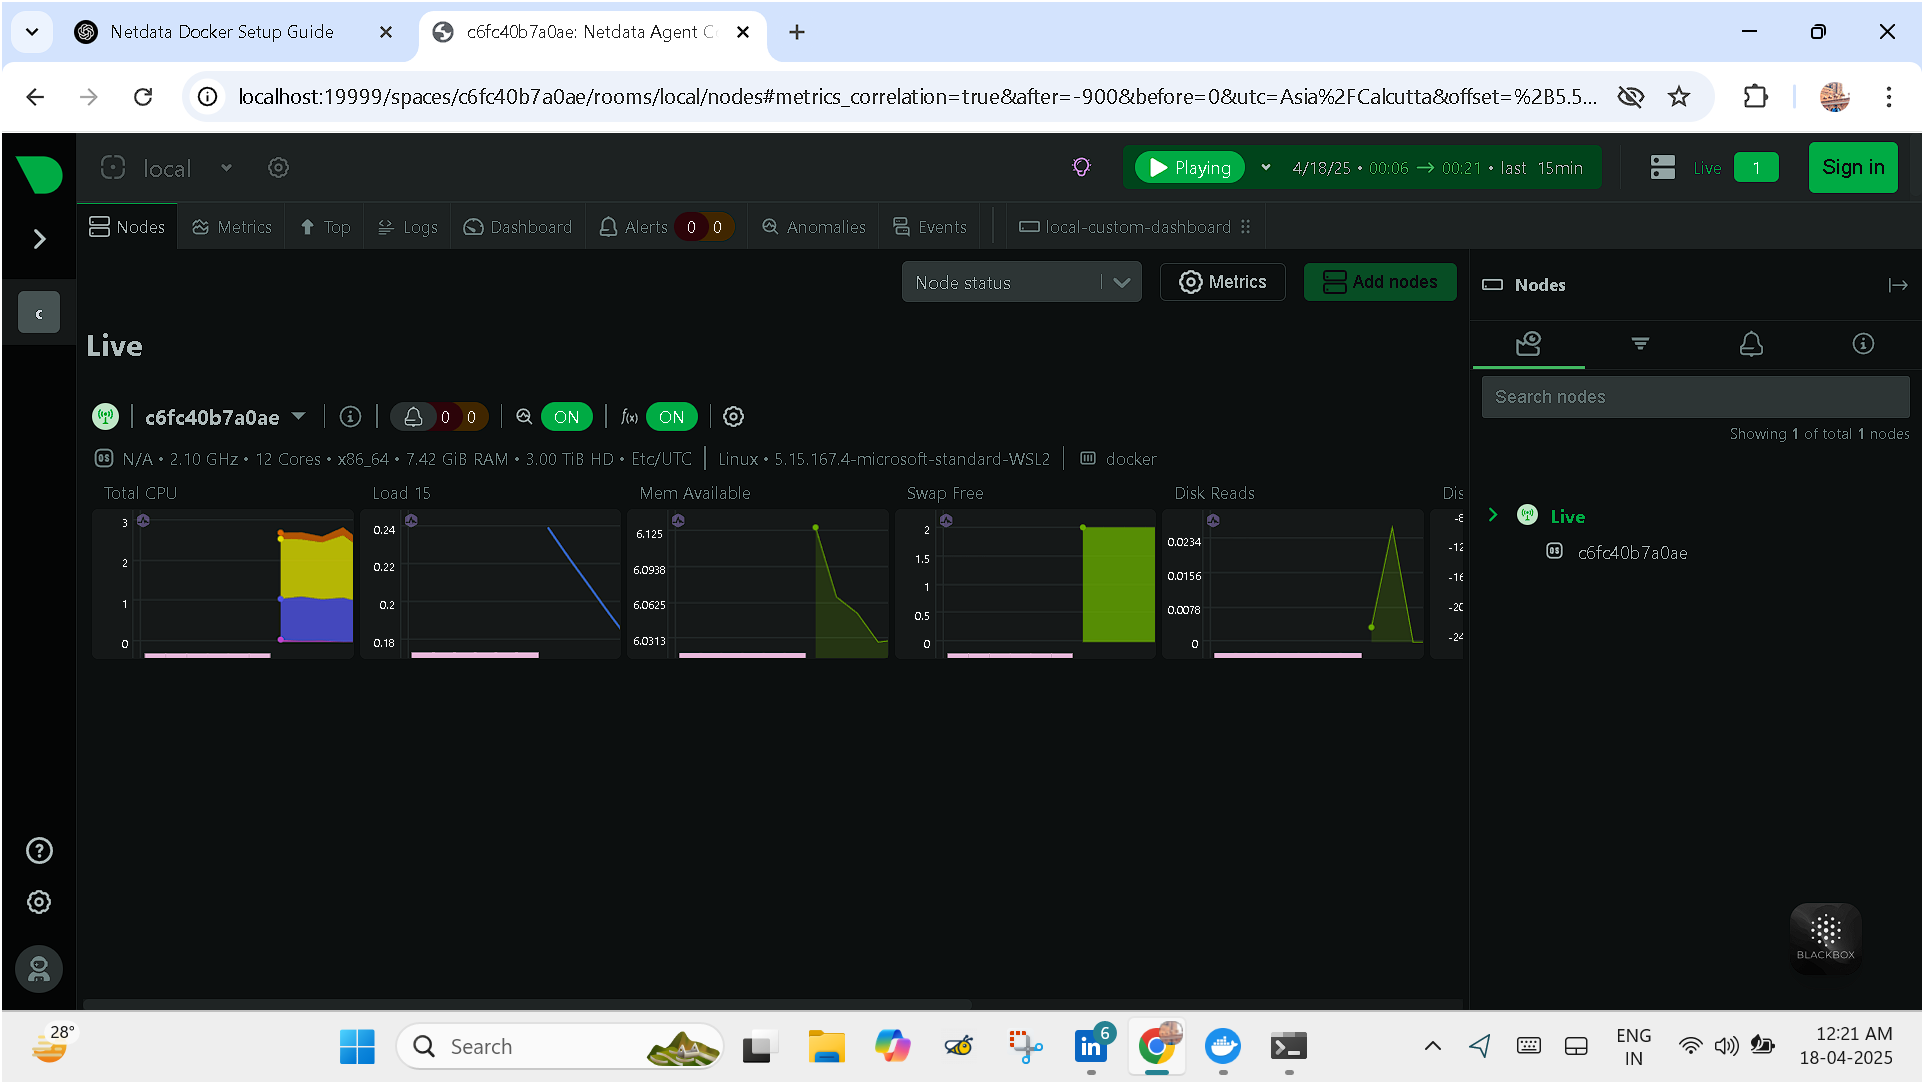 Netdata Docker Setup Guide
c6fc40b7a0ae: Netdata Agent C
localhost:19999/spaces/c6fc40b7a0ae/rooms/local/nodes#metrics_correlation=true&after=-900&before=0&utc=Asia%2FCalcutta&offset=%2B5.5...
local
Playing 4/18/25 • 00:06 → 00:21 • last 15min
Live 1
Sign in
Nodes Metrics Top Logs Dashboard Alerts 0 0 Anomalies Events local-custom-dashboard
Node status
Metrics
Add nodes
Nodes
c
Live
Search nodes
Showing 1 of total 1 nodes
c6fc40b7a0ae 0 0 ON f(x) ON
OS N/A • 2.10 GHz • 12 Cores • x86_64 • 7.42 GiB RAM • 3.00 TiB HD • Etc/UTC Linux • 5.15.167.4-microsoft-standard-WSL2 docker
Total CPU
3
2
1
0
Load 15
0.24
0.22
0.2
0.18
Mem Available
6.125
6.0938
6.0625
6.0313
Swap Free
2
1.5
1
0.5
0
Disk Reads
0.0234
0.0156
0.0078
0
Dis
-8
-12
-16
-20
-24
Live
OS c6fc40b7a0ae
BLACKBOX
28°
Search
in 6
ENG
IN
12:21 AM
18-04-2025